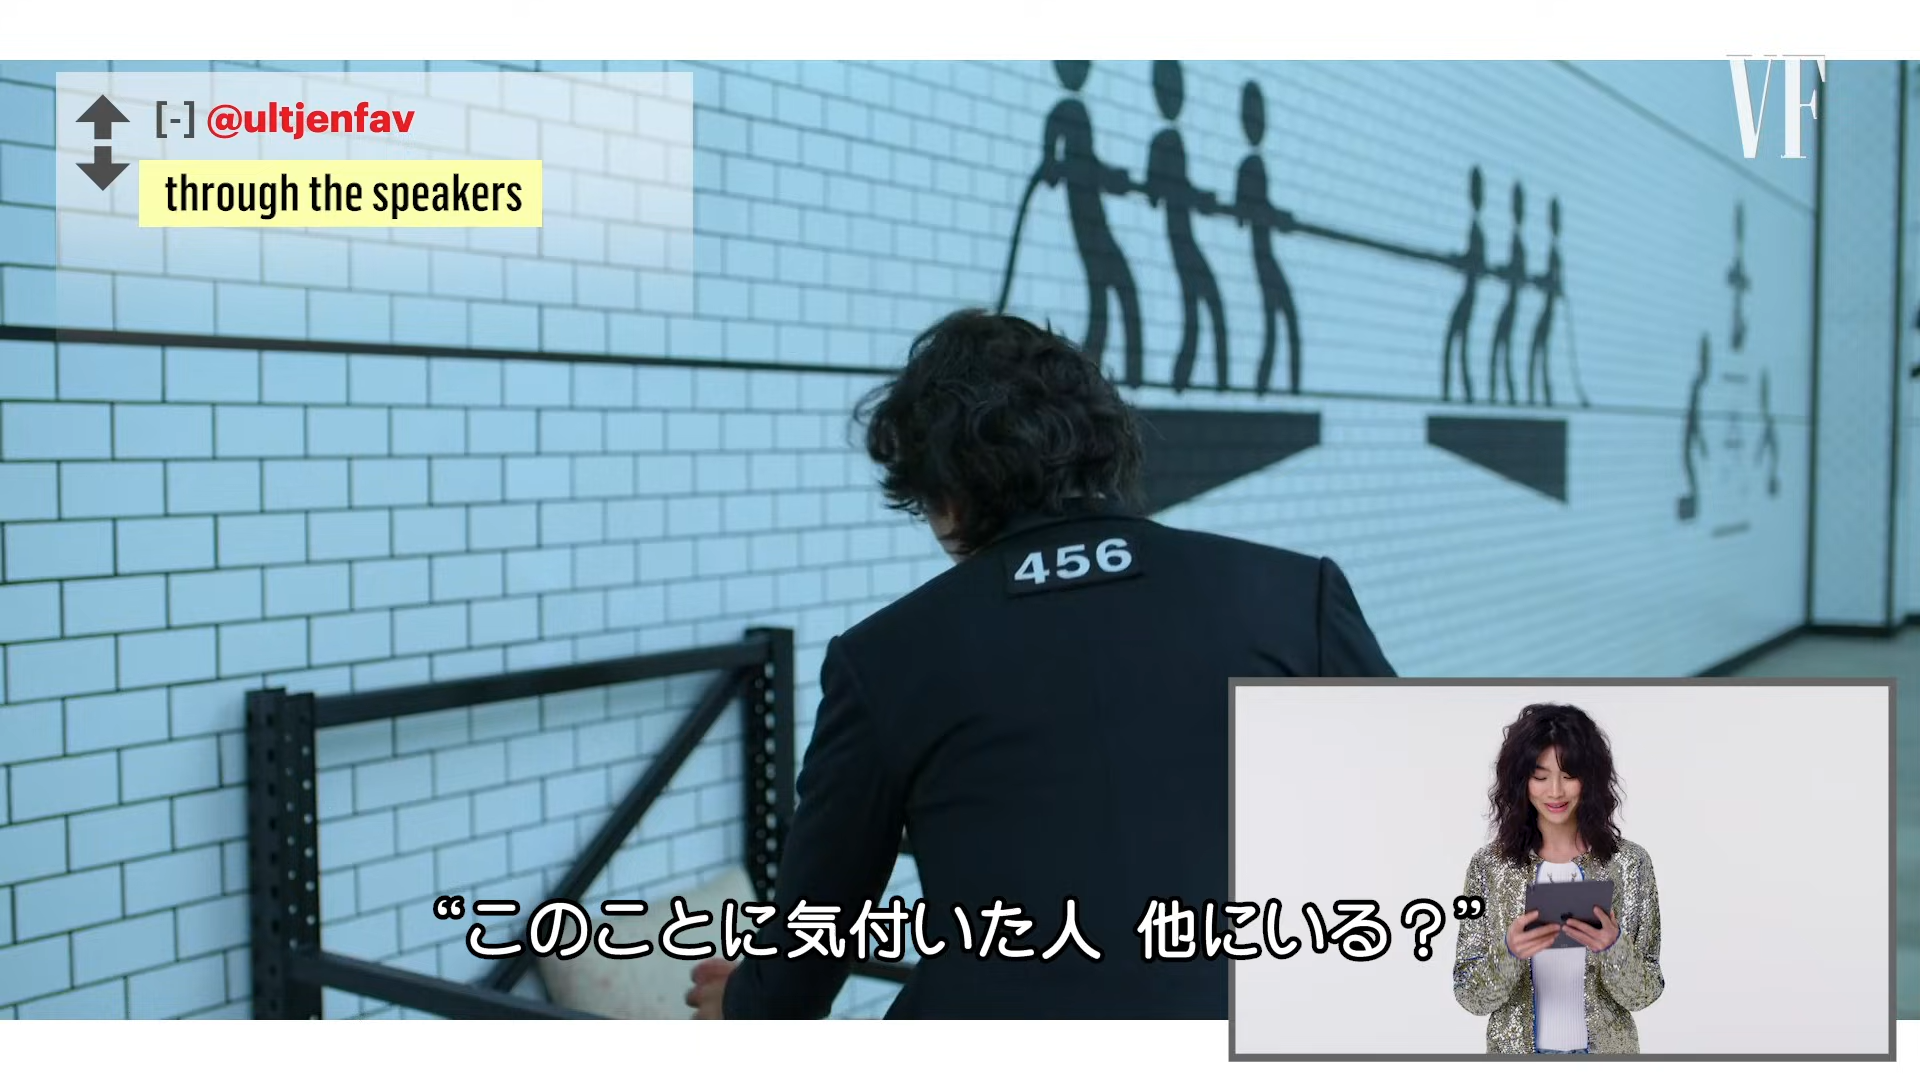 VF
[-] @ultjenfav
through the speakers
456
“このことに気付いた人 他にいる？”